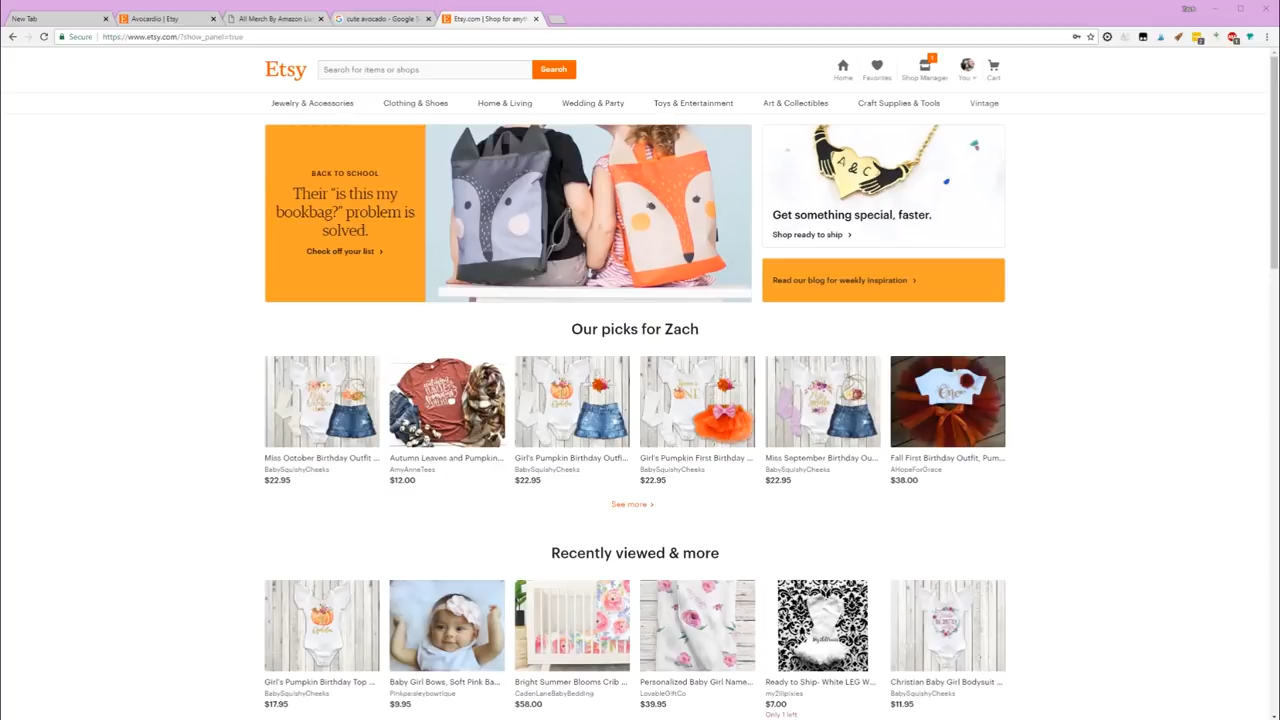 New Tab
Avocardio | Etsy
All Merch By Amazon Lis
cute avocado - Google S
Etsy.com | Shop for anyt
Zach
Secure
https://www.etsy.com/?show_panel=true
Etsy
Search for items or shops
Search
1
Home
Favorites
Shop Manager
You
Cart
Jewelry & Accessories
Clothing & Shoes
Home & Living
Wedding & Party
Toys & Entertainment
Art & Collectibles
Craft Supplies & Tools
Vintage
BACK TO SCHOOL
Their "is this my
bookbag?" problem is
solved.
Check off your list >
A & C
Get something special, faster.
Shop ready to ship >
Read our blog for weekly inspiration >
Our picks for Zach
Miss October Birthday Outfit ...
BabySquishyCheeks
$22.95
Autumn Leaves and Pumpkin...
AmyAnneTees
$12.00
Girl's Pumpkin Birthday Outfi...
BabySquishyCheeks
$22.95
Girl's Pumpkin First Birthday ...
BabySquishyCheeks
$22.95
Miss September Birthday Ou...
BabySquishyCheeks
$22.95
One
Fall First Birthday Outfit, Pum...
AHopeForGrace
$38.00
See more >
Recently viewed & more
Girl's Pumpkin Birthday Top ...
BabySquishyCheeks
$17.95
Baby Girl Bows, Soft Pink Ba...
Pinkpaisleybowtique
$9.95
Bright Summer Blooms Crib ...
CadenLaneBabyBedding
$58.00
Personalized Baby Girl Name...
LovableGiftCo
$39.95
Ready to Ship- White LEG W...
my2lilpixies
$7.00
Only 1 left
Christian Baby Girl Bodysuit ...
BabySquishyCheeks
$11.95